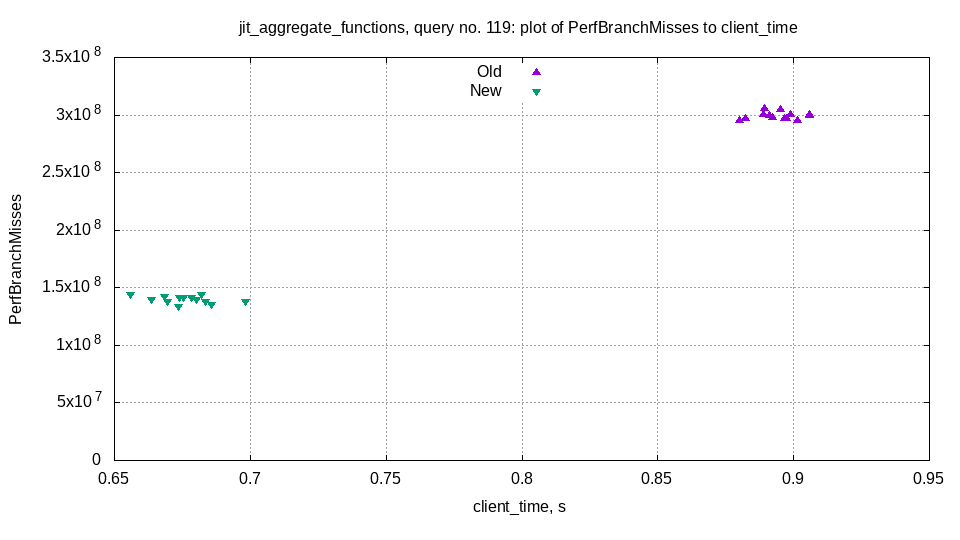 jit_aggregate_functions, query no. 119: plot of PerfBranchMisses to client_time
3.5x10^8
Old
New
3x10^8
2.5x10^8
2x10^8
1.5x10^8
1x10^8
5x10^7
0
PerfBranchMisses
0.65 0.7 0.75 0.8 0.85 0.9 0.95
client_time, s